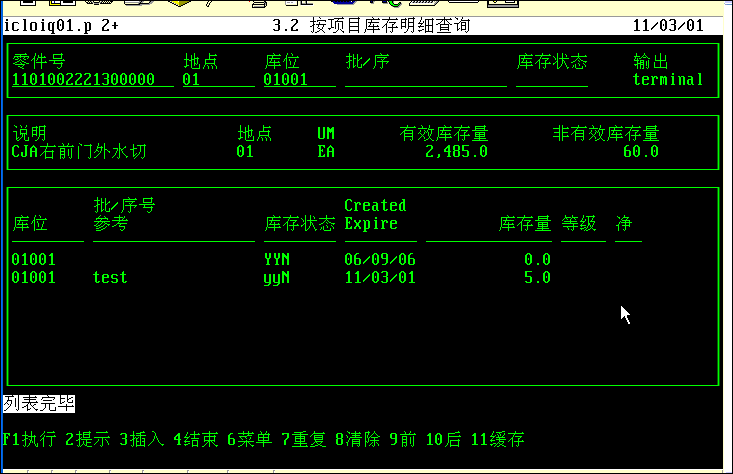 icloiq01.p 2+ 3.2 按项目库存明细查询 11/03/01
零件号 地点 库位 批/序 库存状态 输出
1101002221300000 01 01001 terminal
说明 地点 UM 有效库存量 非有效库存量
CJA右前门外水切 01 EA 2,485.0 60.0
批/序号 Created
库位 参考 库存状态 Expire 库存量 等级 净
01001 YYN 06/09/06 0.0
01001 test yyN 11/03/01 5.0
列表完毕
F1执行 2提示 3插入 4结束 6菜单 7重复 8清除 9前 10后 11缓存